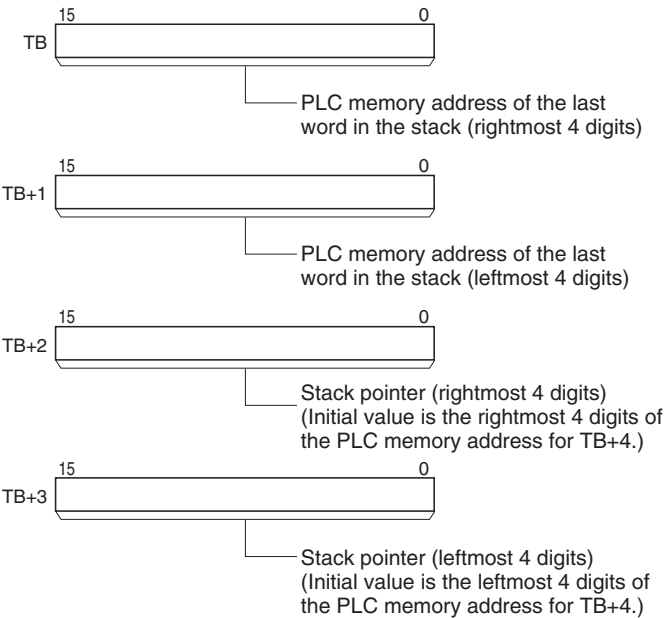 15 0
TB
PLC memory address of the last
word in the stack (rightmost 4 digits)
15 0
TB+1
PLC memory address of the last
word in the stack (leftmost 4 digits)
15 0
TB+2
Stack pointer (rightmost 4 digits)
(Initial value is the rightmost 4 digits of
the PLC memory address for TB+4.)
15 0
TB+3
Stack pointer (leftmost 4 digits)
(Initial value is the leftmost 4 digits of
the PLC memory address for TB+4.)